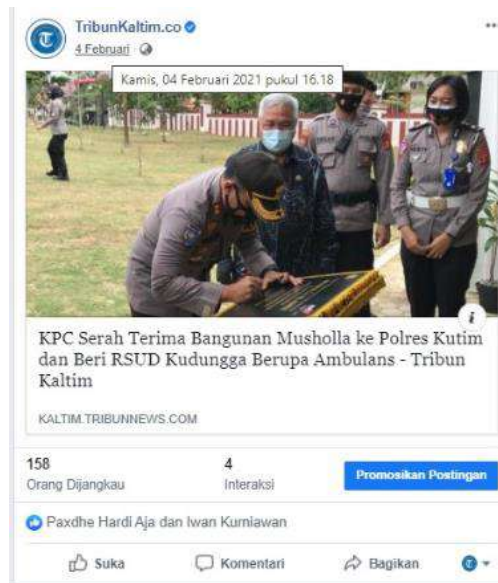 TribunKaltim.co
4 Februari
Kamis, 04 Februari 2021 pukul 16.18
KPC Serah Terima Bangunan Musholla ke Polres Kutim
dan Beri RSUD Kudungga Berupa Ambulans - Tribun
Kaltim
KALTIM.TRIBUNNEWS.COM
158
Orang Dijangkau
4
Interaksi
Promosikan Postingan
Paxdhe Hardi Aja dan Iwan Kurniawan
Suka
Komentari
Bagikan